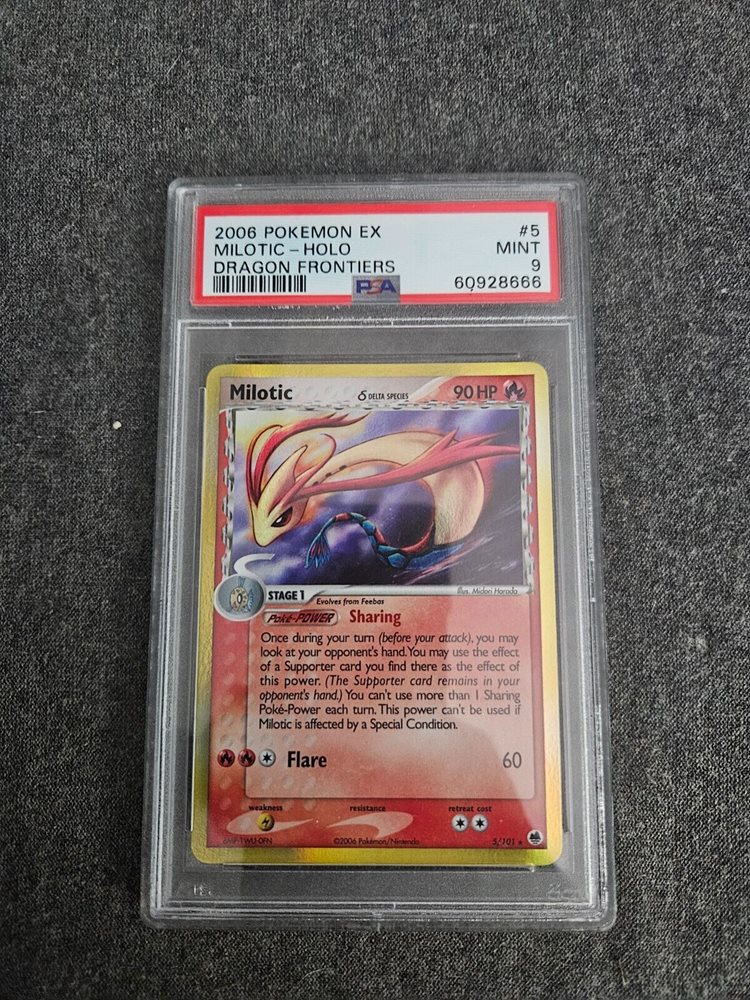 2006 POKEMON EX #5
MILOTIC - HOLO MINT
DRAGON FRONTIERS 9
PSA 60928666
Milotic δ DELTA SPECIES 90 HP
Illus. Midori Harada
STAGE 1 Evolves from Feebas
Poké-POWER Sharing
Once during your turn (before your attack), you may
look at your opponent's hand. You may use the effect
of a Supporter card you find there as the effect of
this power. (The Supporter card remains in your
opponent's hand.) You can't use more than 1 Sharing
Poké-Power each turn. This power can't be used if
Milotic is affected by a Special Condition.
Flare 60
weakness resistance retreat cost
©2006 Pokémon/Nintendo 5/101 ★